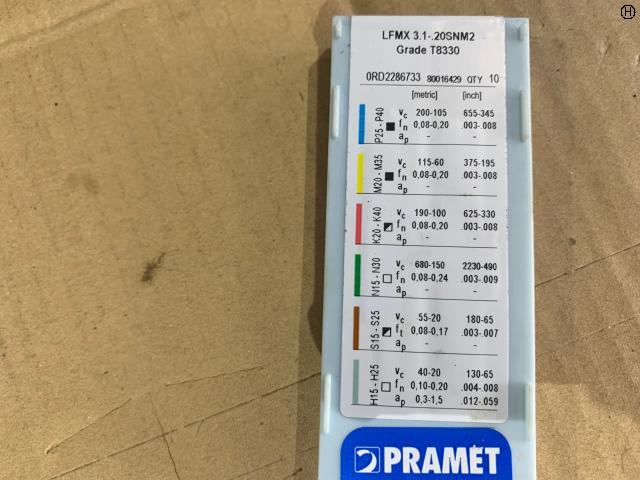 LFMX 3.1-.20SNM2
Grade T8330
0RD2286733 80016429 QTY 10
[metric] [inch]
P25 - P40
vc 200-105 655-345
fn 0,08-0,20 .003-.008
ap - -
M20 - M35
vc 115-60 375-195
fn 0,08-0,20 .003-.008
ap - -
K20 - K40
vc 190-100 625-330
fn 0,08-0,20 .003-.008
ap - -
N15 - N30
vc 680-150 2230-490
fn 0,08-0,24 .003-.009
ap - -
S15 - S25
vc 55-20 180-65
ft 0,08-0,17 .003-.007
ap - -
H15 - H25
vc 40-20 130-65
fn 0,10-0,20 .004-.008
ap 0,3-1,5 .012-.059
PRAMET
H